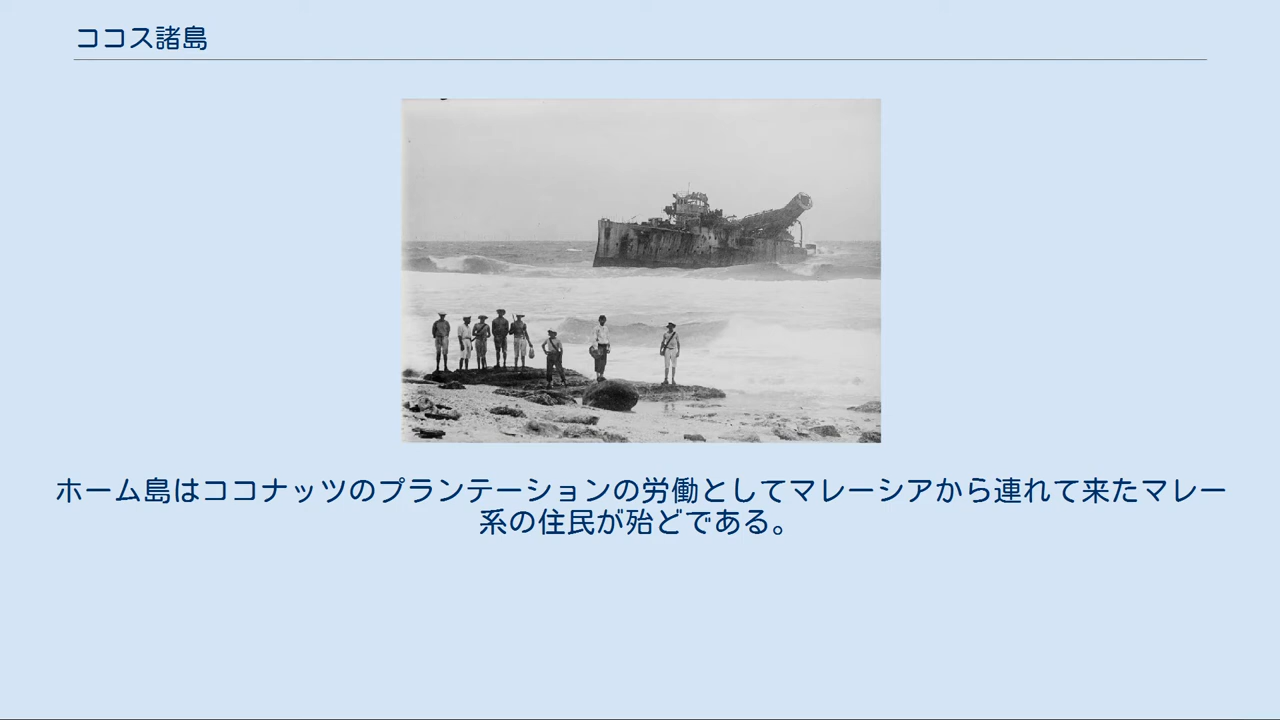 ココス諸島
ホーム島はココナッツのプランテーションの労働としてマレーシアから連れて来たマレー
系の住民が殆どである。